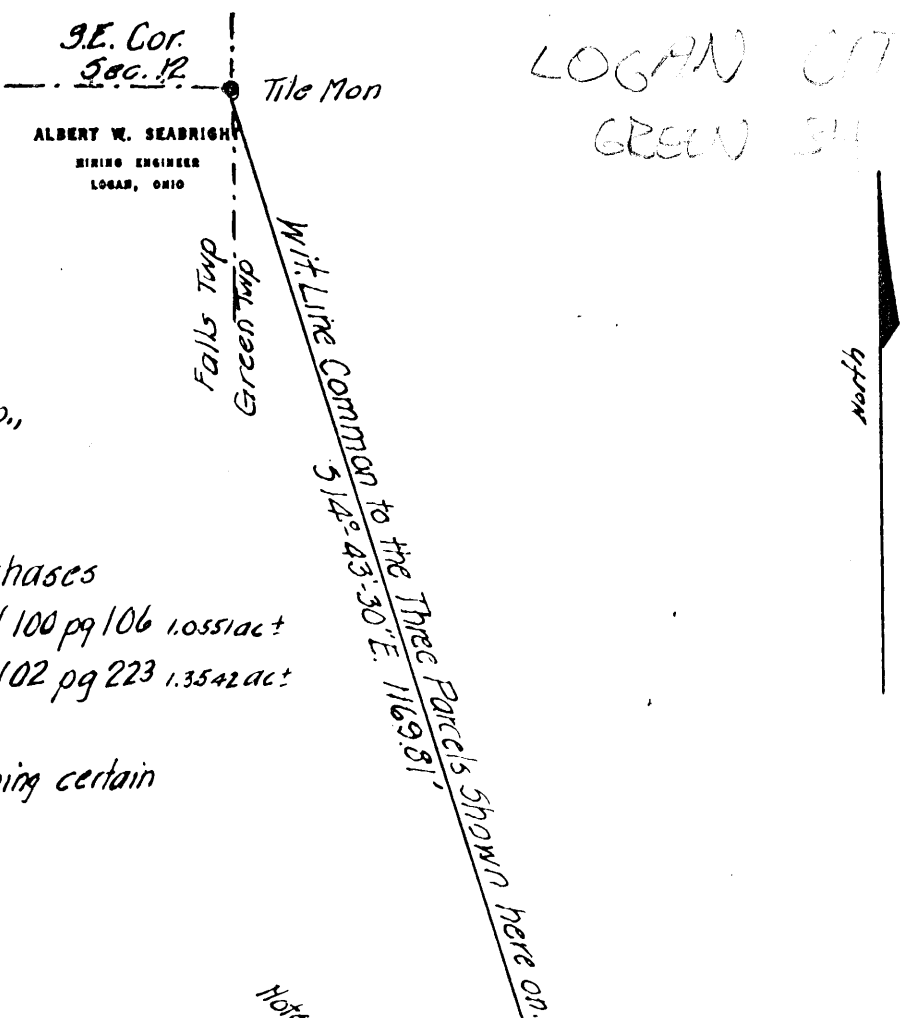 S.E. Cor.
Sec. 12
Tile Mon
LOGAN
GREEN 34
ALBERT W. SEABRIGHT
MINING ENGINEER
LOGAN, OHIO
Falls Twp
Green Twp
North
Wit. Line Common to the Three Parcels Shown here on.
S 14°-43'-30"E. 1169.81'
hases
100 pg 106 1.0551ac±
102 pg 223 1.3542ac±
ing certain
Note